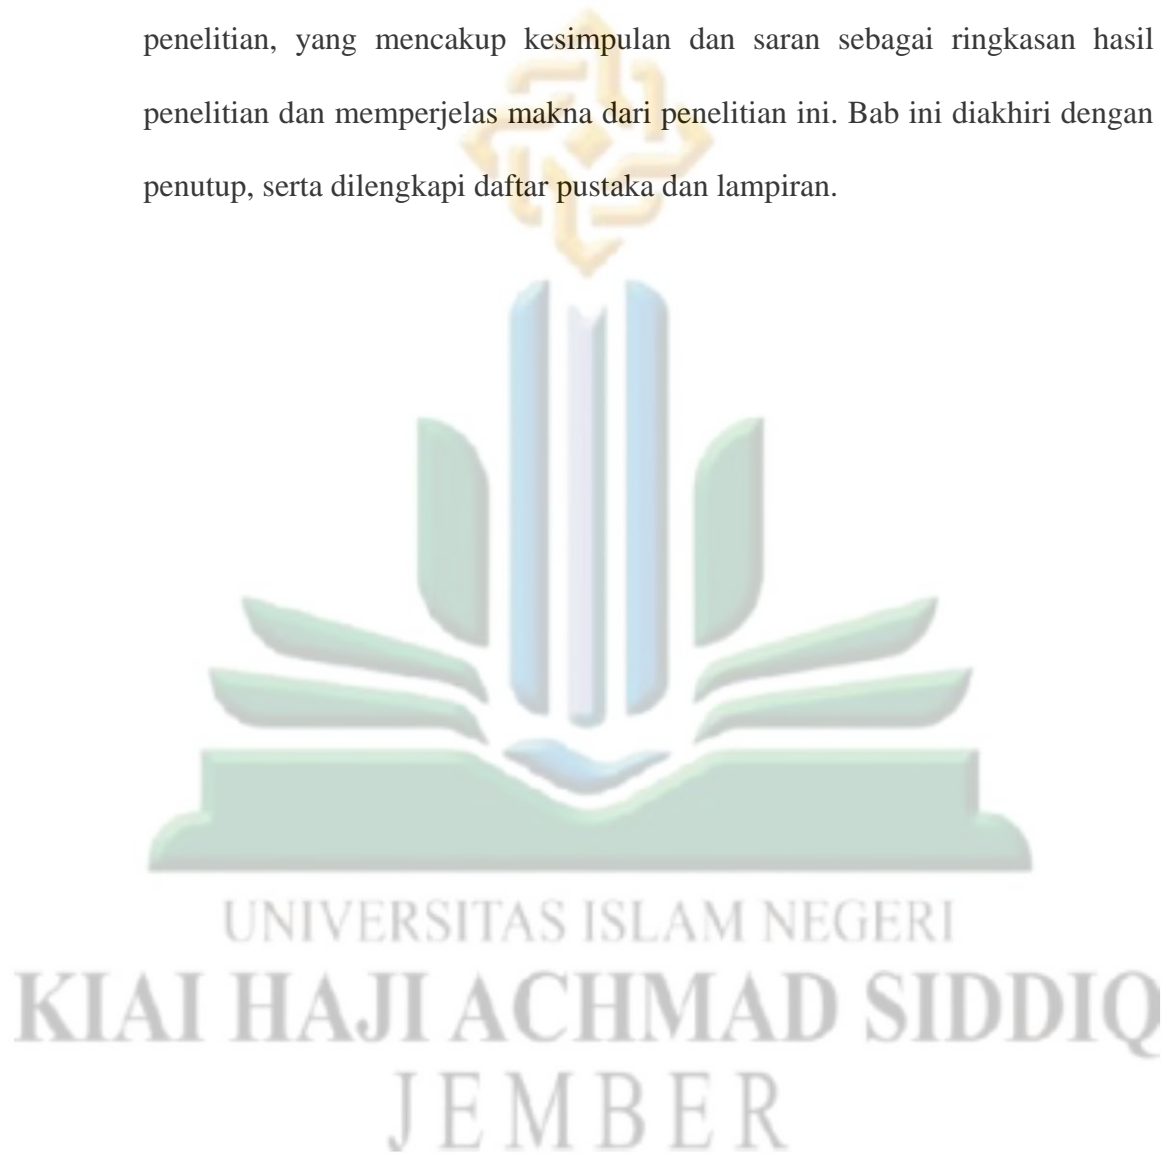 penelitian, yang mencakup kesimpulan dan saran sebagai ringkasan hasil
penelitian dan memperjelas makna dari penelitian ini. Bab ini diakhiri dengan
penutup, serta dilengkapi daftar pustaka dan lampiran.
UNIVERSITAS ISLAM NEGERI
KIAI HAJI ACHMAD SIDDIQ
JEMBER